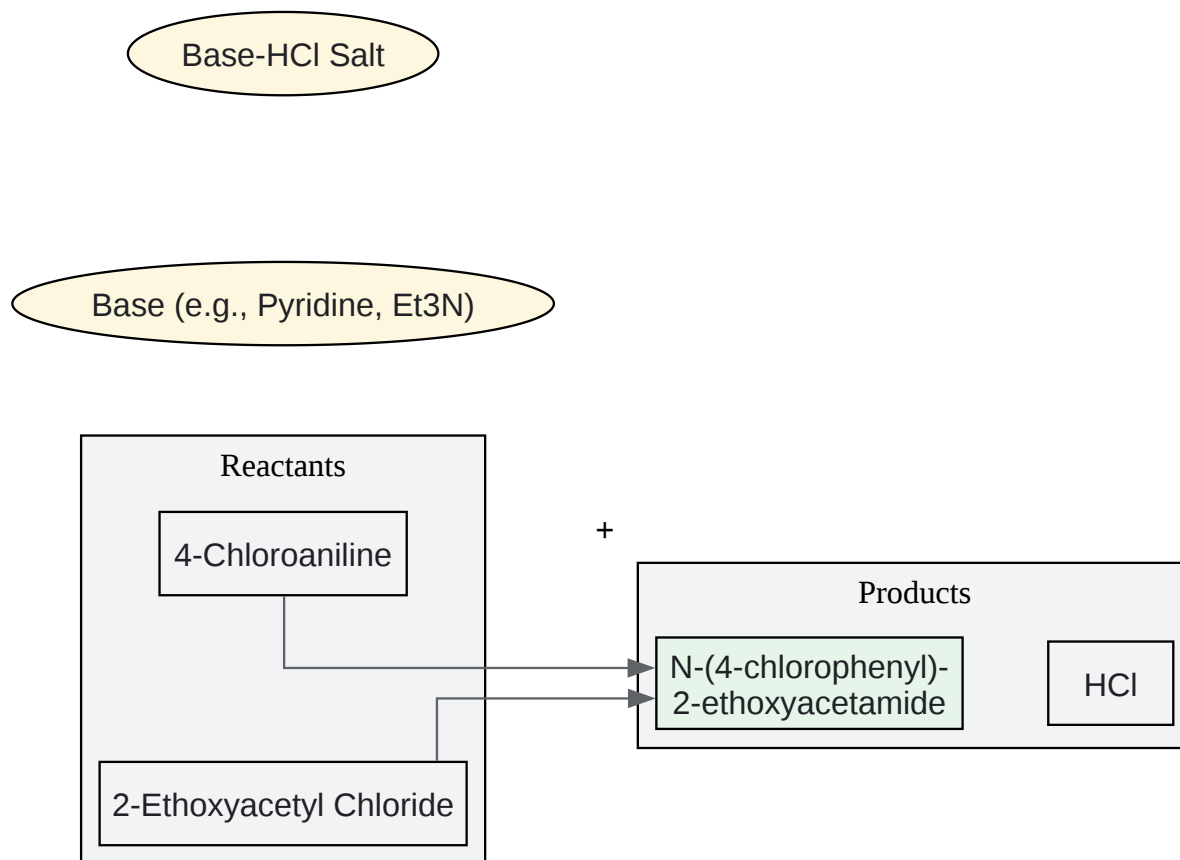 Base-HCl Salt
Base (e.g., Pyridine, Et3N)
Reactants
4-Chloroaniline
2-Ethoxyacetyl Chloride
+
Products
N-(4-chlorophenyl)-
2-ethoxyacetamide
HCl